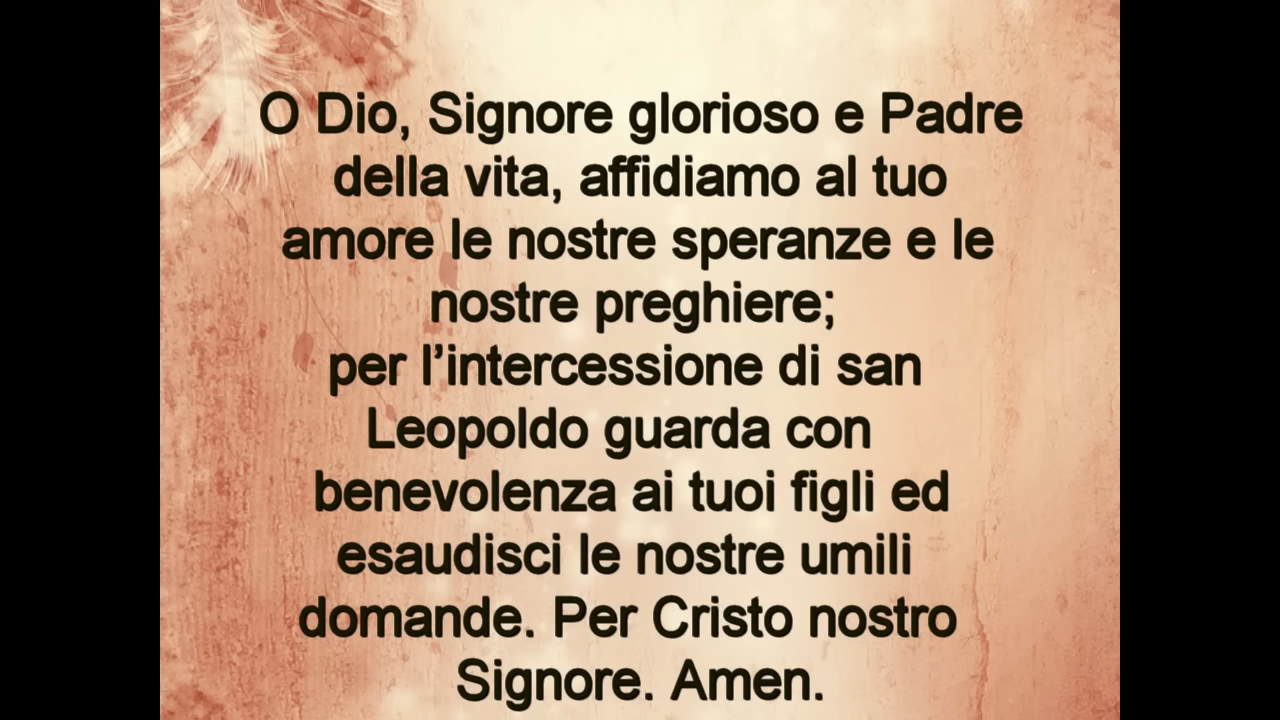 O Dio, Signore glorioso e Padre
della vita, affidiamo al tuo
amore le nostre speranze e le
nostre preghiere;
per l’intercessione di san
Leopoldo guarda con
benevolenza ai tuoi figli ed
esaudisci le nostre umili
domande. Per Cristo nostro
Signore. Amen.